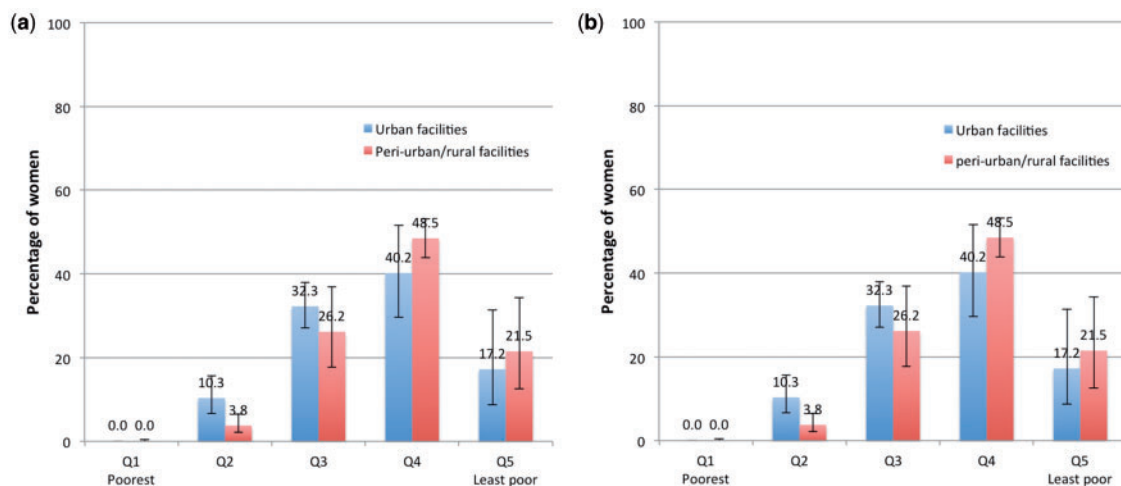 (a)
100
80
60
40
20
0
Percentage of women
Urban facilities
Peri-urban/rural facilities
0.0 0.0
10.3
3.8
32.3
26.2
40.2
48.5
17.2
21.5
Q1 Q2 Q3 Q4 Q5
Poorest Least poor
(b)
100
80
60
40
20
0
Percentage of women
Urban facilities
peri-urban/rural facilities
0.0 0.0
10.3
3.8
32.3
26.2
40.2
48.5
17.2
21.5
Q1 Q2 Q3 Q4 Q5
Poorest Least poor